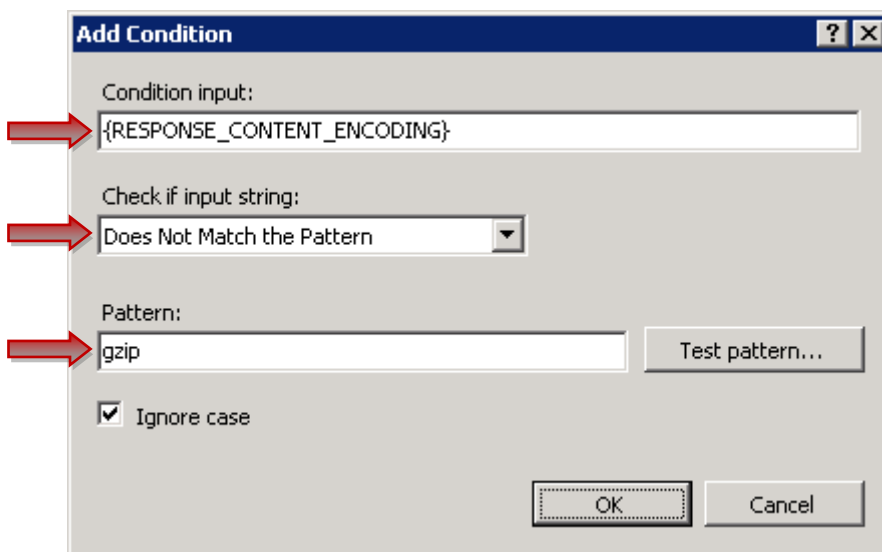 Add Condition
Condition input:
{RESPONSE_CONTENT_ENCODING}
Check if input string:
Does Not Match the Pattern
Pattern:
gzip
Test pattern...
Ignore case
OK
Cancel